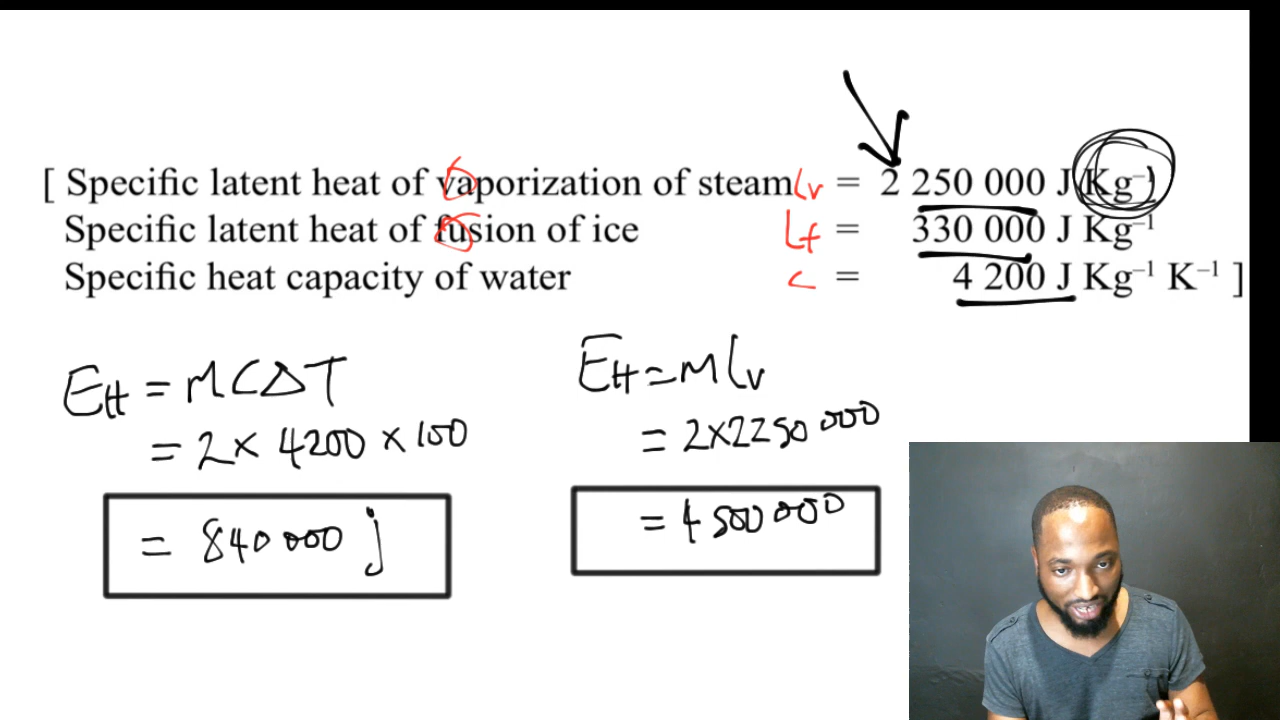 [ Specific latent heat of vaporization of steam Lv = 2 250 000 J Kg⁻¹
Specific latent heat of fusion of ice Lf = 330 000 J Kg⁻¹
Specific heat capacity of water c = 4 200 J Kg⁻¹ K⁻¹ ]
EH = MCΔT
= 2 × 4200 × 100
= 840 000 j
EH = MLv
= 2×2250 000
= 4 500 000